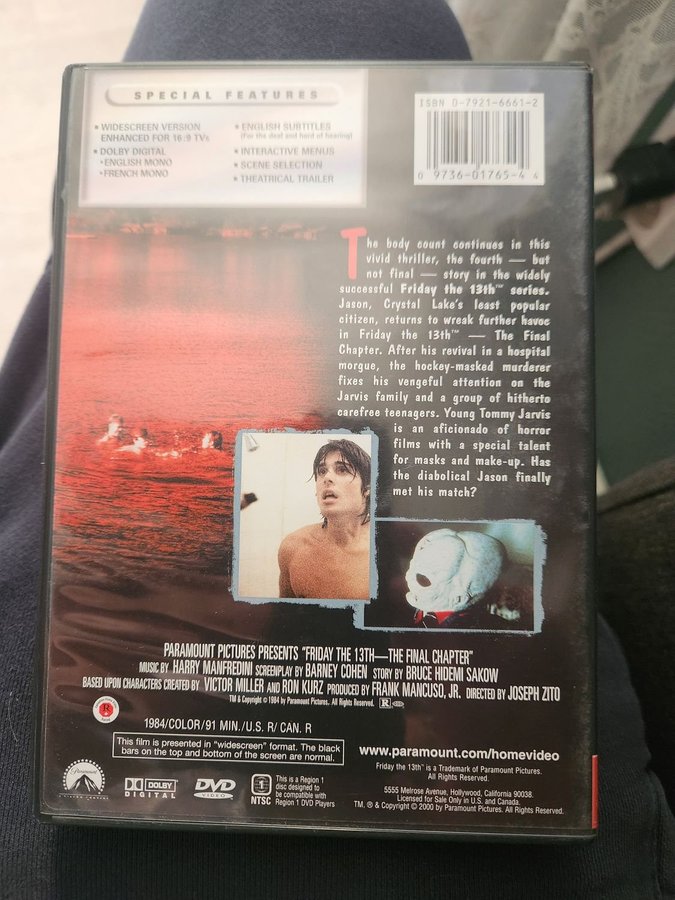 SPECIAL FEATURES
▪ WIDESCREEN VERSION
ENHANCED FOR 16:9 TVs
▪ DOLBY DIGITAL
•ENGLISH MONO
•FRENCH MONO
▪ ENGLISH SUBTITLES
(For the deaf and hard of hearing)
▪ INTERACTIVE MENUS
▪ SCENE SELECTION
▪ THEATRICAL TRAILER
ISBN 0-7921-6661-2
0 9736-01765-4 4
The body count continues in this
vivid thriller, the fourth — but
not final — story in the widely
successful Friday the 13th™ series.
Jason, Crystal Lake's least popular
citizen, returns to wreak further havoc
in Friday the 13th™ — The Final
Chapter. After his revival in a hospital
morgue, the hockey-masked murderer
fixes his vengeful attention on the
Jarvis family and a group of hitherto
carefree teenagers. Young Tommy Jarvis
is an aficionado of horror
films with a special talent
for masks and make-up. Has
the diabolical Jason finally
met his match?
PARAMOUNT PICTURES PRESENTS "FRIDAY THE 13TH—THE FINAL CHAPTER"
MUSIC BY HARRY MANFREDINI SCREENPLAY BY BARNEY COHEN STORY BY BRUCE HIDEMI SAKOW
BASED UPON CHARACTERS CREATED BY VICTOR MILLER AND RON KURZ PRODUCED BY FRANK MANCUSO, JR. DIRECTED BY JOSEPH ZITO
TM & Copyright © 1984 by Paramount Pictures. All Rights Reserved. R
R
1984/COLOR/91 MIN./U.S. R/ CAN. R
This film is presented in "widescreen" format. The black
bars on the top and bottom of the screen are normal.
www.paramount.com/homevideo
Friday the 13th™ is a Trademark of Paramount Pictures.
All Rights Reserved.
Paramount
DOLBY
DIGITAL
DVD
VIDEO
1
NTSC
This is a Region 1
disc designed to
be compatible with
Region 1 DVD Players
5555 Melrose Avenue, Hollywood, California 90038.
Licensed for Sale Only in U.S. and Canada.
TM, ® & Copyright © 2000 by Paramount Pictures. All Rights Reserved.